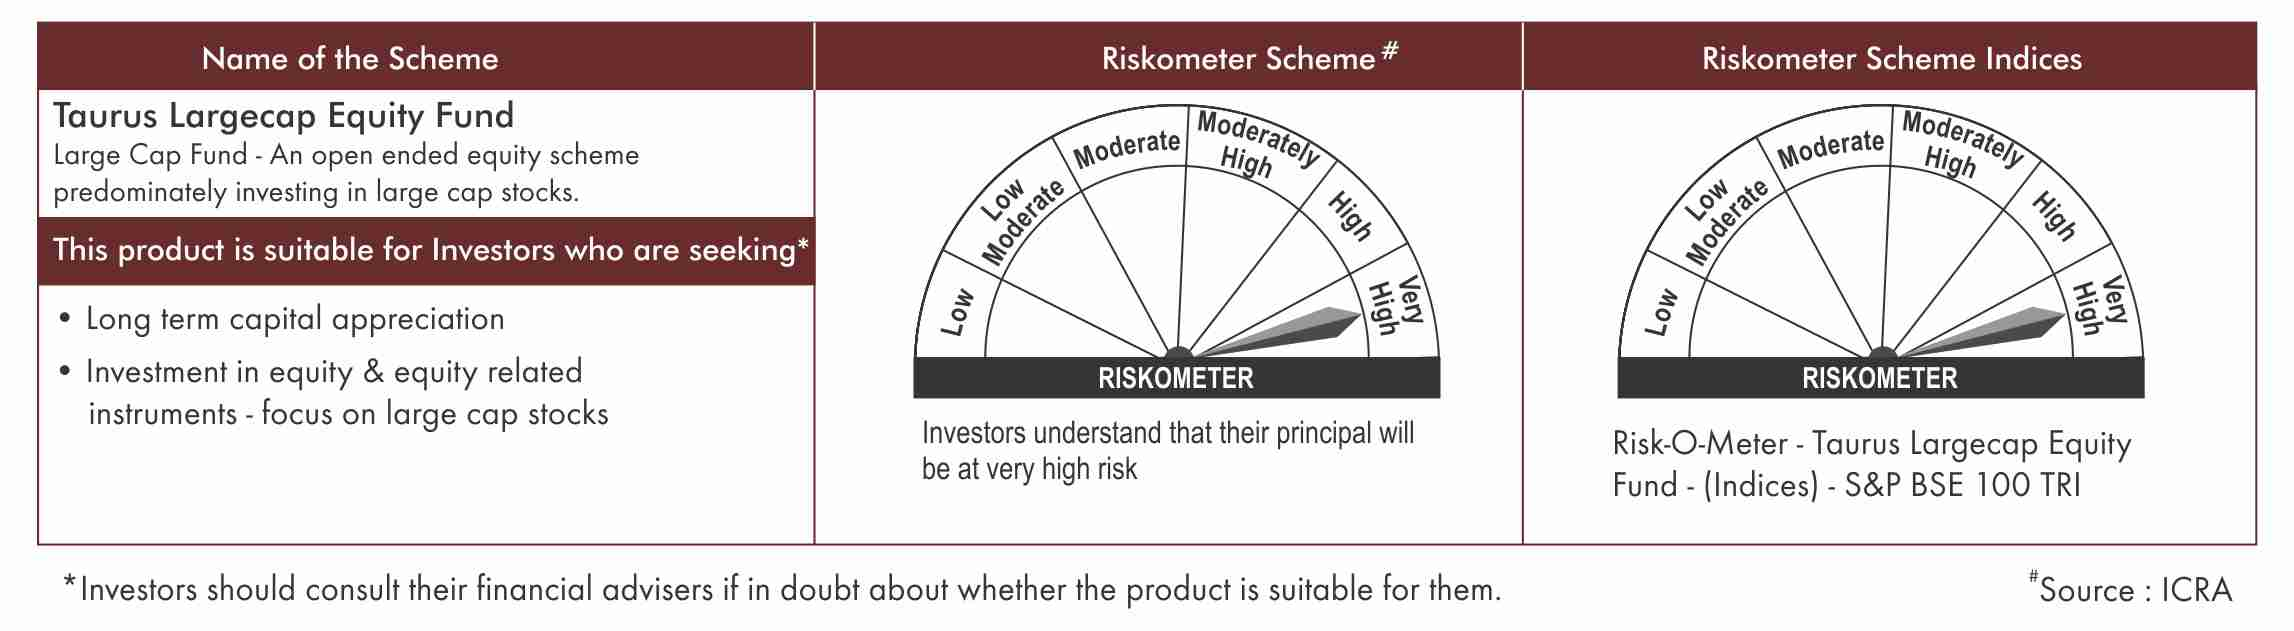 Name of the Scheme
Riskometer Scheme#
Riskometer Scheme Indices
Taurus Largecap Equity Fund
Large Cap Fund - An open ended equity scheme
predominately investing in large cap stocks.
This product is suitable for Investors who are seeking*
• Long term capital appreciation
• Investment in equity & equity related
instruments - focus on large cap stocks
Low
Low
Moderate
Moderate
Moderately
High
High
Very
High
RISKOMETER
Investors understand that their principal will
be at very high risk
Low
Low
Moderate
Moderate
Moderately
High
High
Very
High
RISKOMETER
Risk-O-Meter - Taurus Largecap Equity
Fund - (Indices) - S&P BSE 100 TRI
*Investors should consult their financial advisers if in doubt about whether the product is suitable for them.
#Source : ICRA